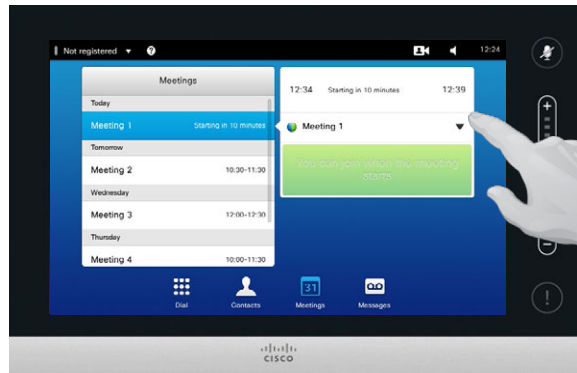 Not registered
12:24
Meetings
Today
Meeting 1 Starting in 10 minutes
Tomorrow
Meeting 2 10:30-11:30
Wednesday
Meeting 3 12:00-12:30
Thursday
Meeting 4 10:00-11:30
12:34 Starting in 10 minutes 12:39
Meeting 1
You can join when the meeting
starts
Dial
Contacts
31
Meetings
Messages
CISCO